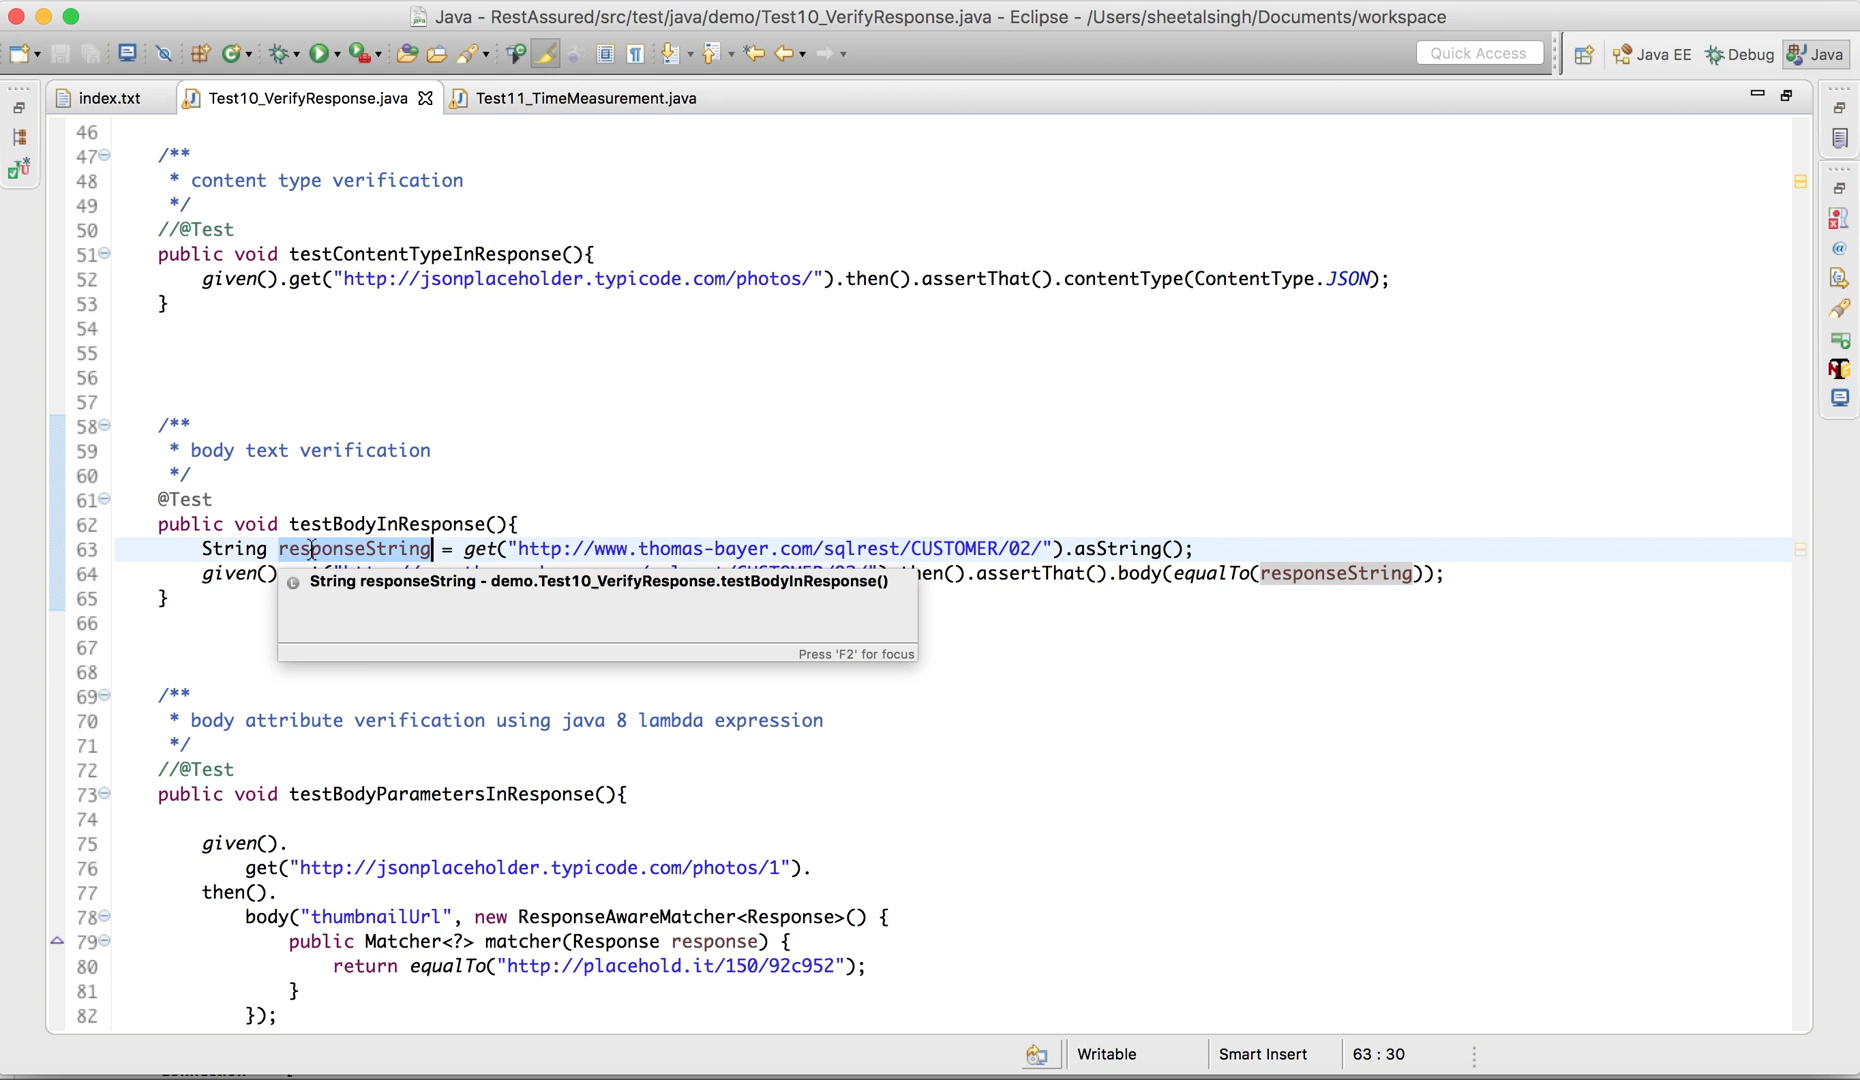 Java - RestAssured/src/test/java/demo/Test10_VerifyResponse.java - Eclipse - /Users/sheetalsingh/Documents/workspace
Quick Access
Java EE
Debug
Java
index.txt
Test10_VerifyResponse.java
Test11_TimeMeasurement.java
46
47 /**
48 * content type verification
49 */
50 //@Test
51 public void testContentTypeInResponse(){
52 given().get("http://jsonplaceholder.typicode.com/photos/").then().assertThat().contentType(ContentType.JSON);
53 }
54
55
56
57
58 /**
59 * body text verification
60 */
61 @Test
62 public void testBodyInResponse(){
63 String responseString = get("http://www.thomas-bayer.com/sqlrest/CUSTOMER/02/").asString();
64 given() then().assertThat().body(equalTo(responseString));
String responseString - demo.Test10_VerifyResponse.testBodyInResponse()
65 }
66
67
Press 'F2' for focus
68
69 /**
70 * body attribute verification using java 8 lambda expression
71 */
72 //@Test
73 public void testBodyParametersInResponse(){
74
75 given().
76 get("http://jsonplaceholder.typicode.com/photos/1").
77 then().
78 body("thumbnailUrl", new ResponseAwareMatcher<Response>() {
79 public Matcher<?> matcher(Response response) {
80 return equalTo("http://placehold.it/150/92c952");
81 }
82 });
Writable
Smart Insert
63 : 30